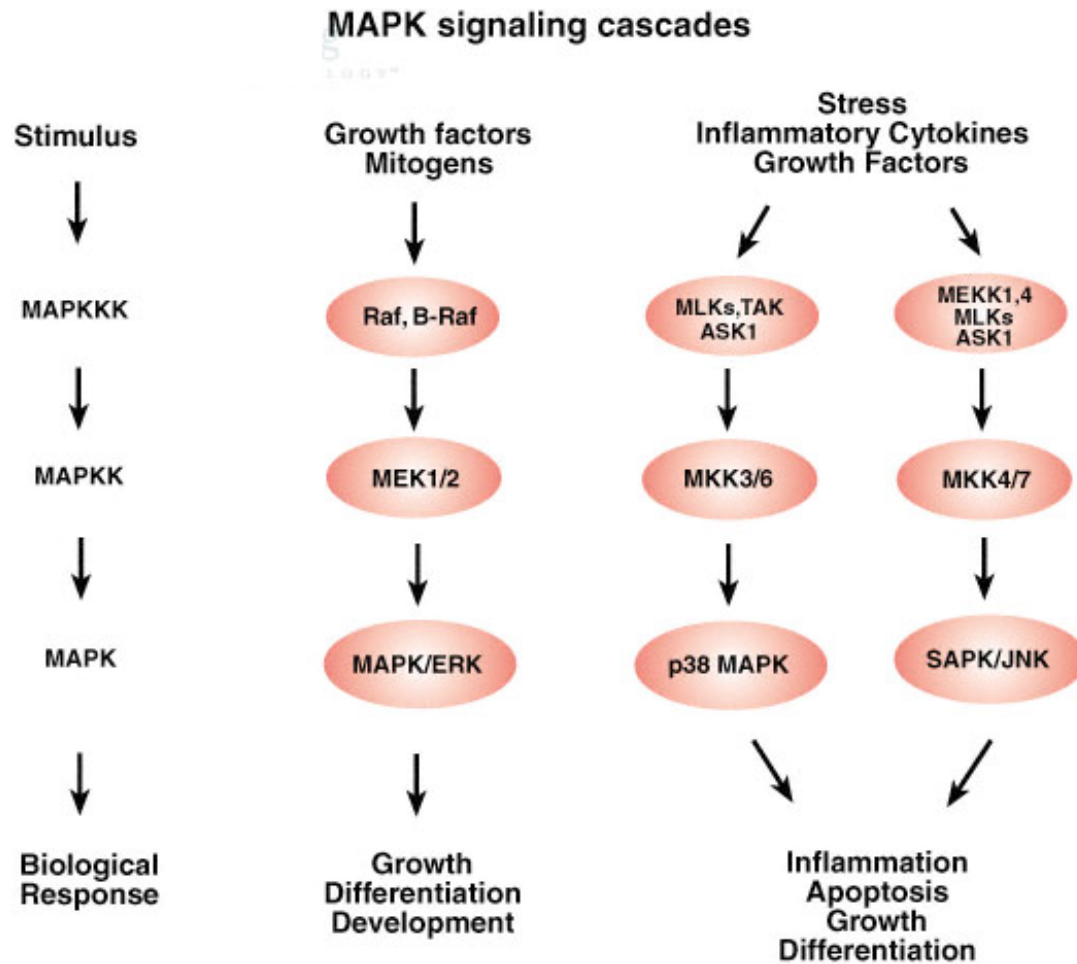 MAPK signaling cascades
Stimulus
Growth factors
Mitogens
Stress
Inflammatory Cytokines
Growth Factors
MAPKKK
Raf, B-Raf
MLKs,TAK
ASK1
MEKK1,4
MLKs
ASK1
MAPKK
MEK1/2
MKK3/6
MKK4/7
MAPK
MAPK/ERK
p38 MAPK
SAPK/JNK
Biological
Response
Growth
Differentiation
Development
Inflammation
Apoptosis
Growth
Differentiation